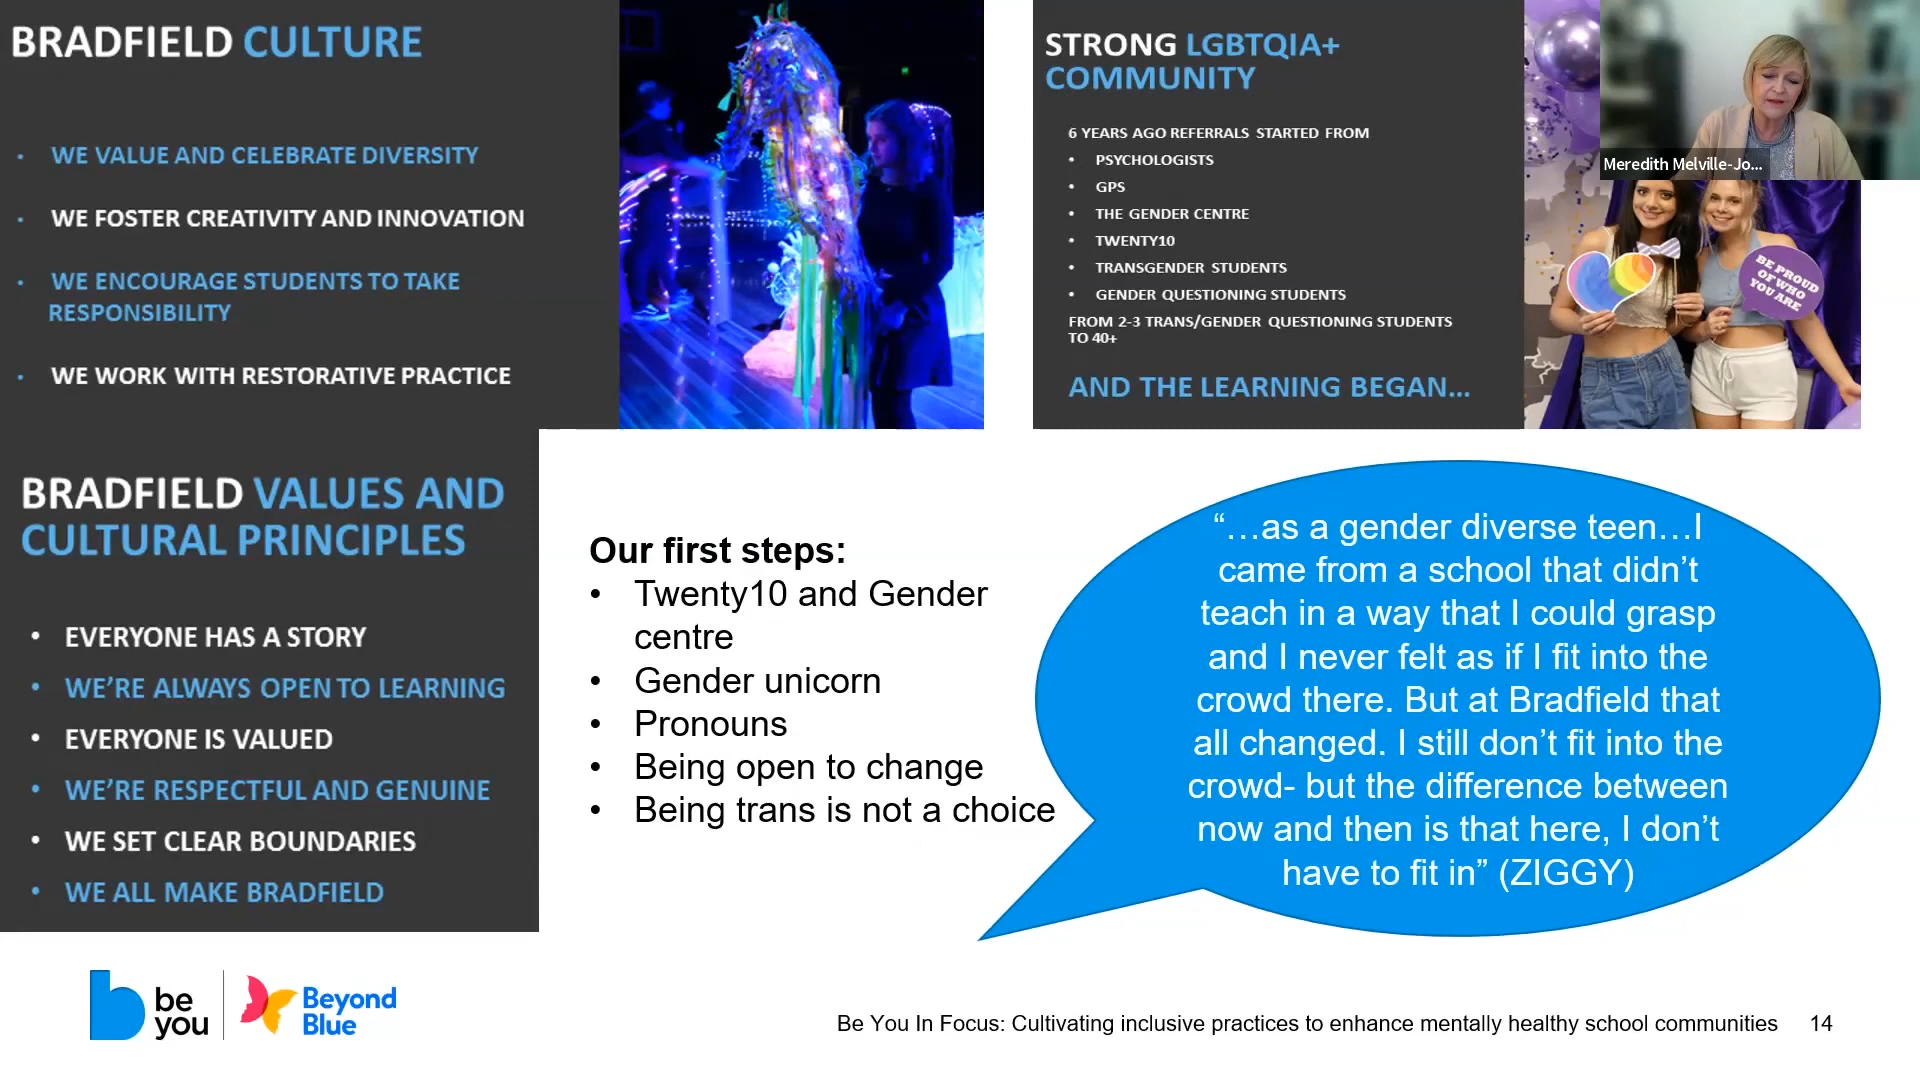 BRADFIELD CULTURE
• WE VALUE AND CELEBRATE DIVERSITY
• WE FOSTER CREATIVITY AND INNOVATION
• WE ENCOURAGE STUDENTS TO TAKE
RESPONSIBILITY
• WE WORK WITH RESTORATIVE PRACTICE
STRONG LGBTQIA+
COMMUNITY
6 YEARS AGO REFERRALS STARTED FROM
• PSYCHOLOGISTS
• GPS
• THE GENDER CENTRE
• TWENTY10
• TRANSGENDER STUDENTS
• GENDER QUESTIONING STUDENTS
FROM 2-3 TRANS/GENDER QUESTIONING STUDENTS
TO 40+
AND THE LEARNING BEGAN...
Meredith Melville-Jo...
BE PROUD
OF WHO
YOU ARE
BRADFIELD VALUES AND
CULTURAL PRINCIPLES
• EVERYONE HAS A STORY
• WE'RE ALWAYS OPEN TO LEARNING
• EVERYONE IS VALUED
• WE'RE RESPECTFUL AND GENUINE
• WE SET CLEAR BOUNDARIES
• WE ALL MAKE BRADFIELD
Our first steps:
• Twenty10 and Gender
centre
• Gender unicorn
• Pronouns
• Being open to change
• Being trans is not a choice
“…as a gender diverse teen…I
came from a school that didn’t
teach in a way that I could grasp
and I never felt as if I fit into the
crowd there. But at Bradfield that
all changed. I still don’t fit into the
crowd- but the difference between
now and then is that here, I don’t
have to fit in” (ZIGGY)
be
you
Beyond
Blue
Be You In Focus: Cultivating inclusive practices to enhance mentally healthy school communities 14